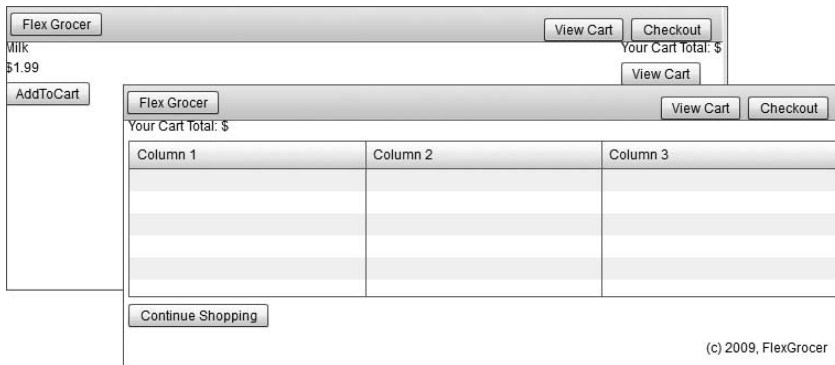 Flex Grocer View Cart Checkout
Milk Your Cart Total: $
$1.99 View Cart
AddToCart
Flex Grocer View Cart Checkout
Your Cart Total: $
Column 1 Column 2 Column 3
Continue Shopping
(c) 2009, FlexGrocer